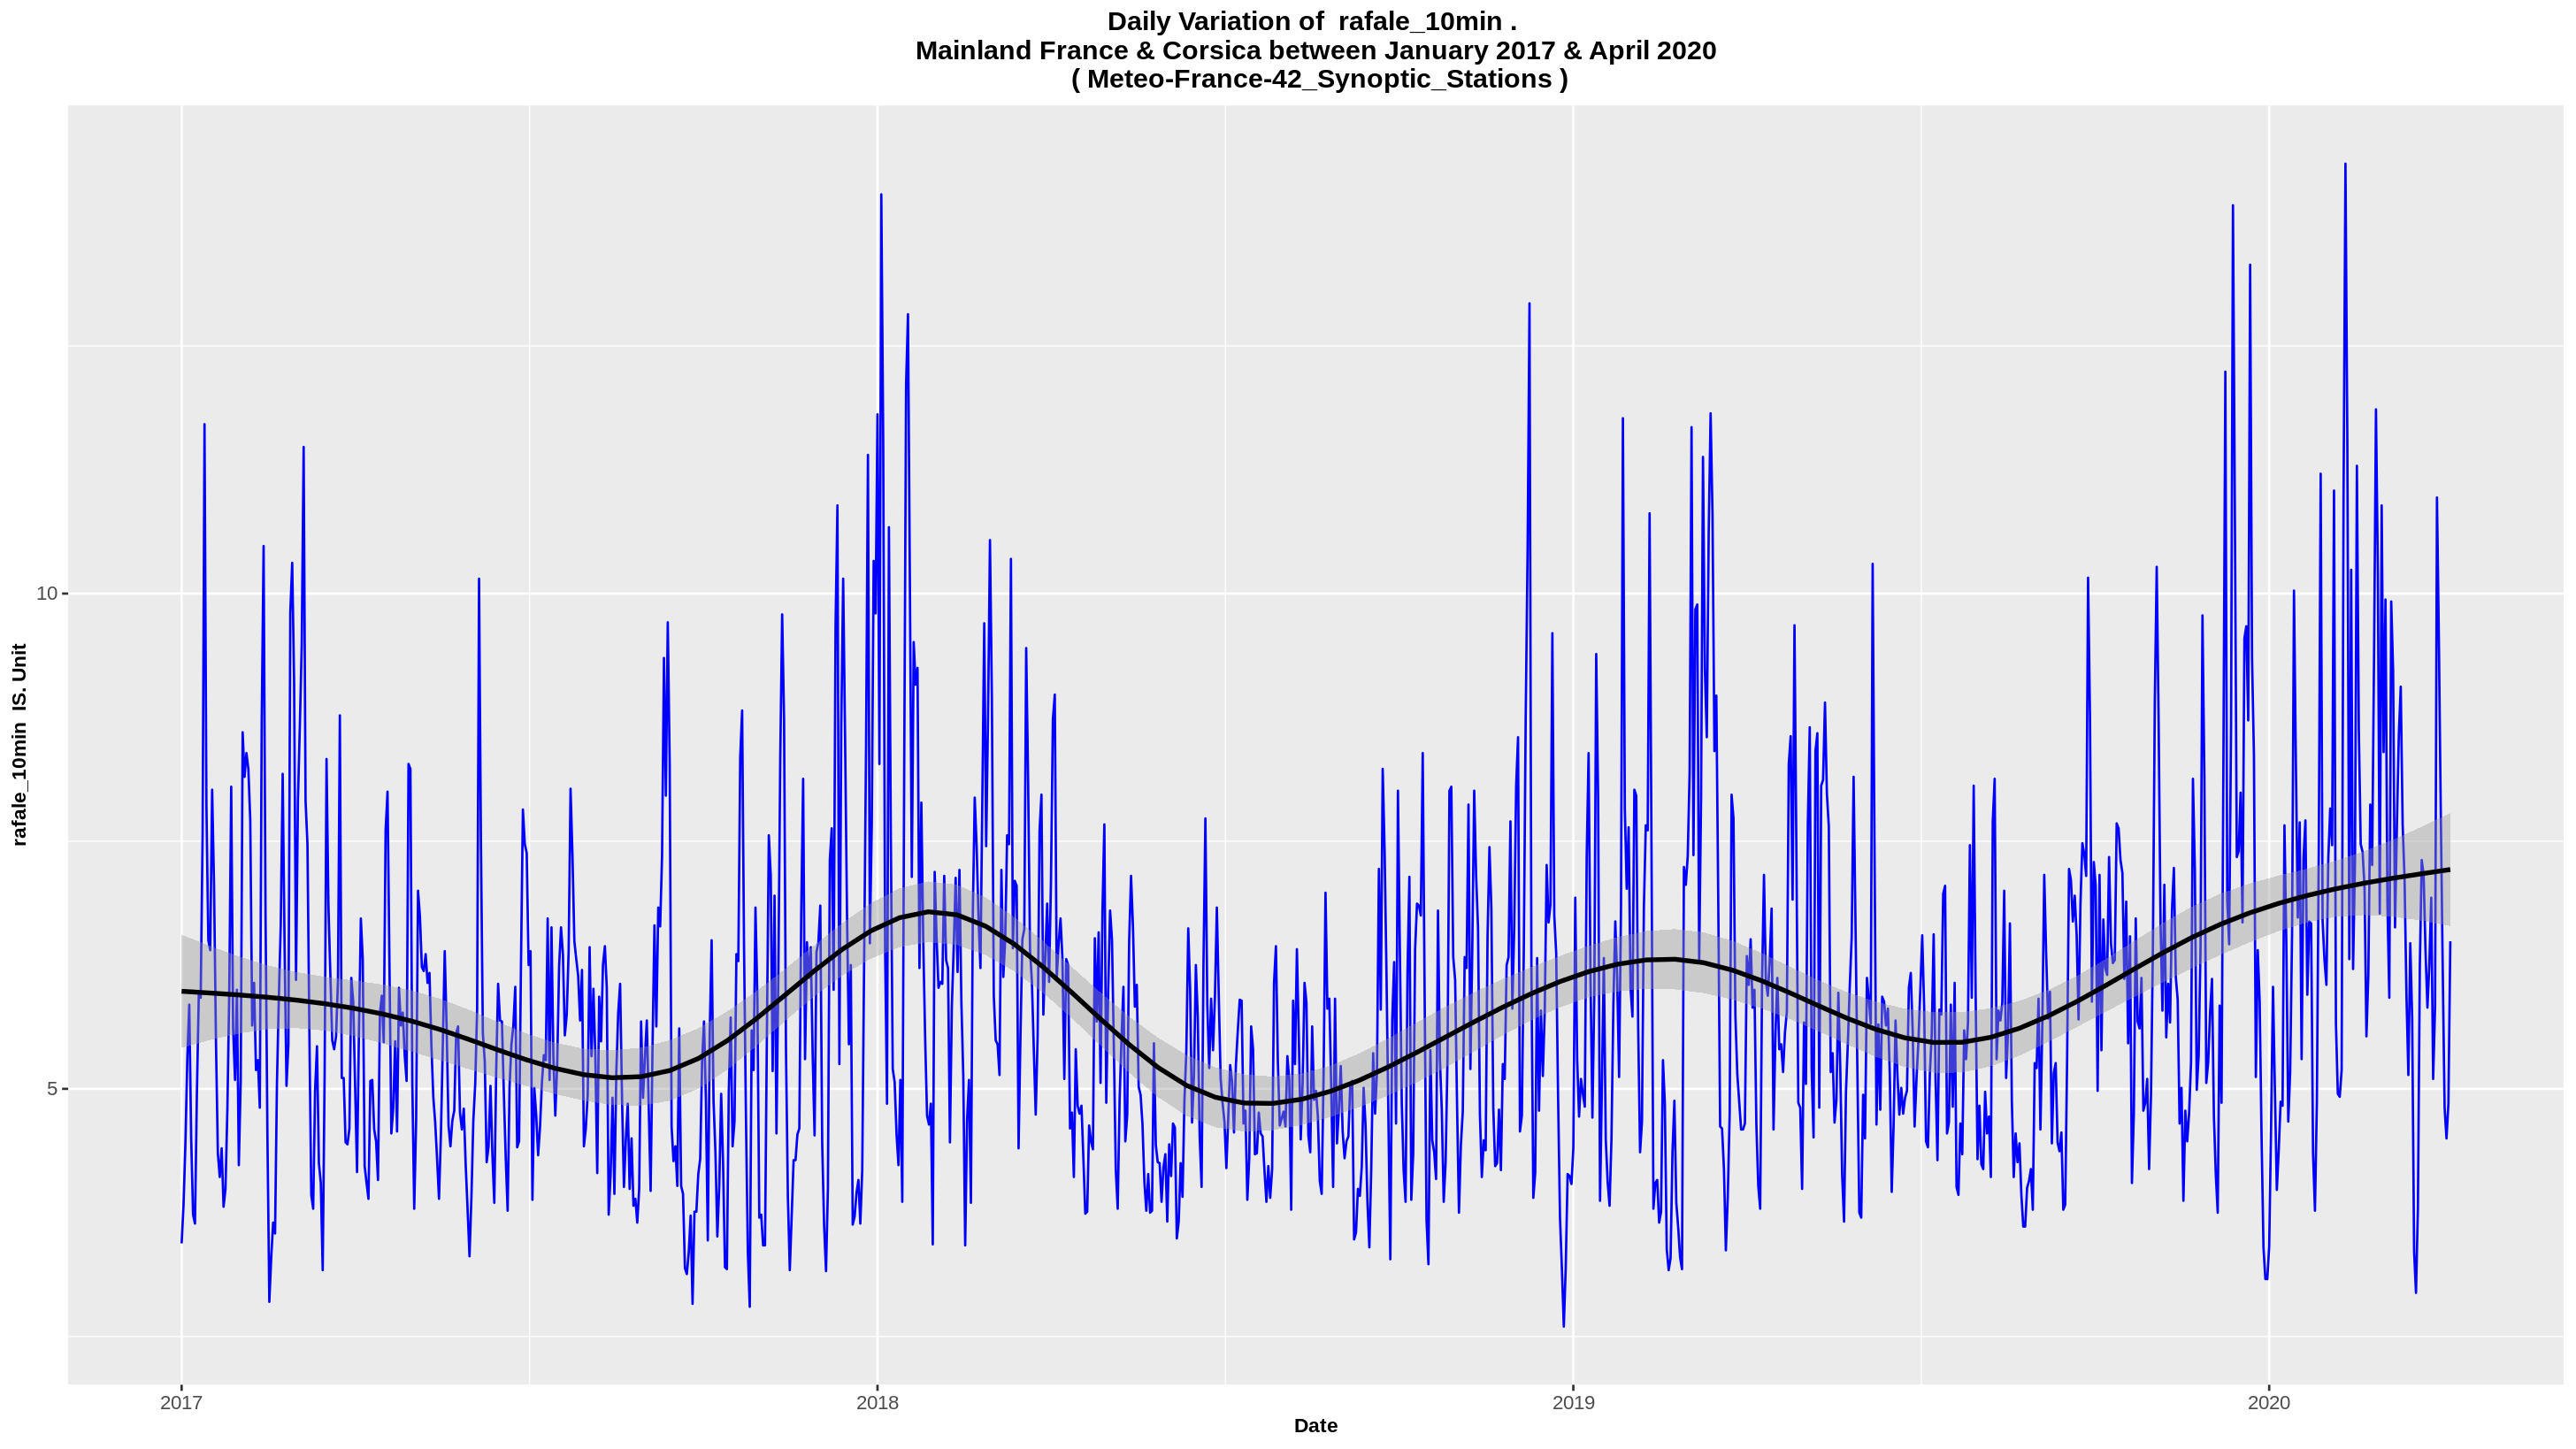 Daily Variation of  rafale_10min .
Mainland France & Corsica between January 2017 & April 2020
( Meteo-France-42_Synoptic_Stations )
rafale_10min  IS. Unit
10
5
2017
2018
2019
2020
Date